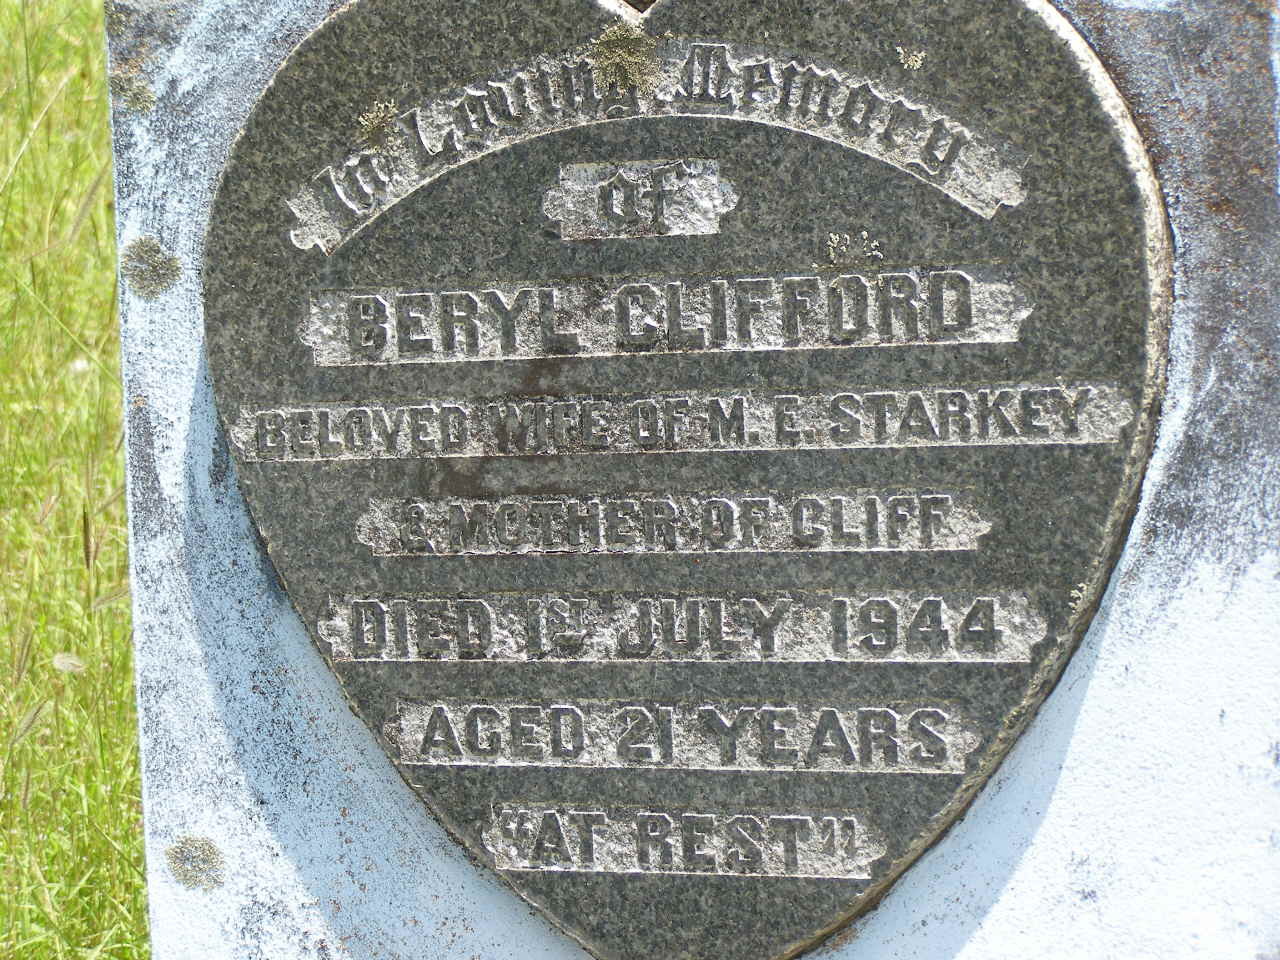 In Loving Memory
of
BERYL CLIFFORD
BELOVED WIFE OF M. E. STARKEY
& MOTHER OF CLIFF.
DIED 1ST JULY 1944
AGED 21 YEARS
"AT REST"